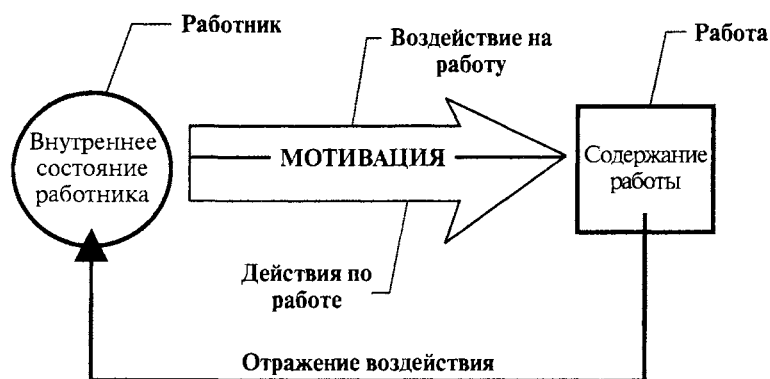 Работник
Воздействие на
работу
Работа
Внутреннее
состояние
работника
МОТИВАЦИЯ
Содержание
работы
Действия по
работе
Отражение воздействия